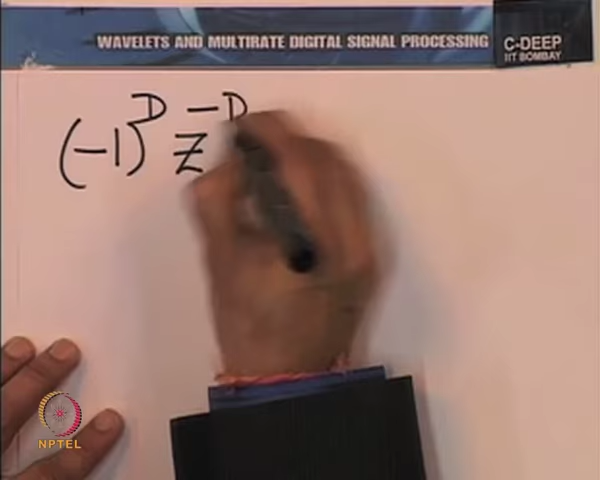 WAVELETS AND MULTIRATE DIGITAL SIGNAL PROCESSING
C-DEEP
IIT BOMBAY
(-1)^D z^-D
NPTEL